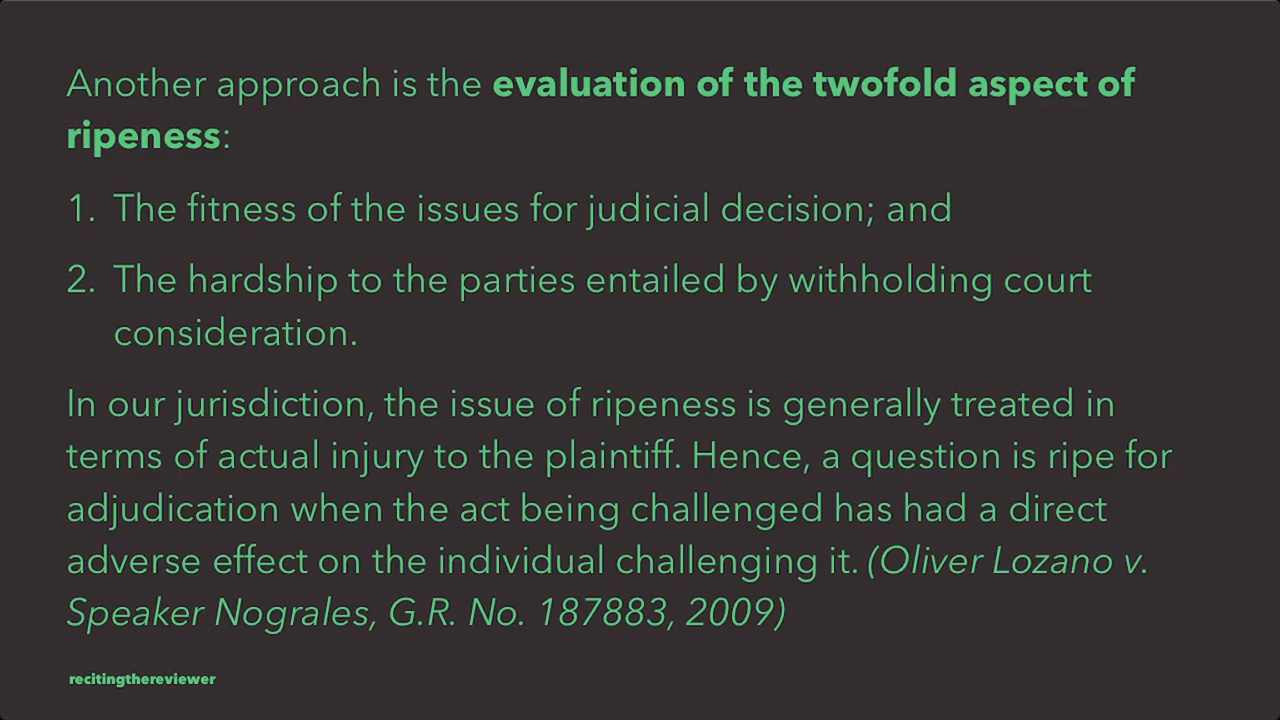 Another approach is the evaluation of the twofold aspect of
ripeness:
1. The fitness of the issues for judicial decision; and
2. The hardship to the parties entailed by withholding court
consideration.
In our jurisdiction, the issue of ripeness is generally treated in
terms of actual injury to the plaintiff. Hence, a question is ripe for
adjudication when the act being challenged has had a direct
adverse effect on the individual challenging it. (Oliver Lozano v.
Speaker Nograles, G.R. No. 187883, 2009)
recitingthereviewer